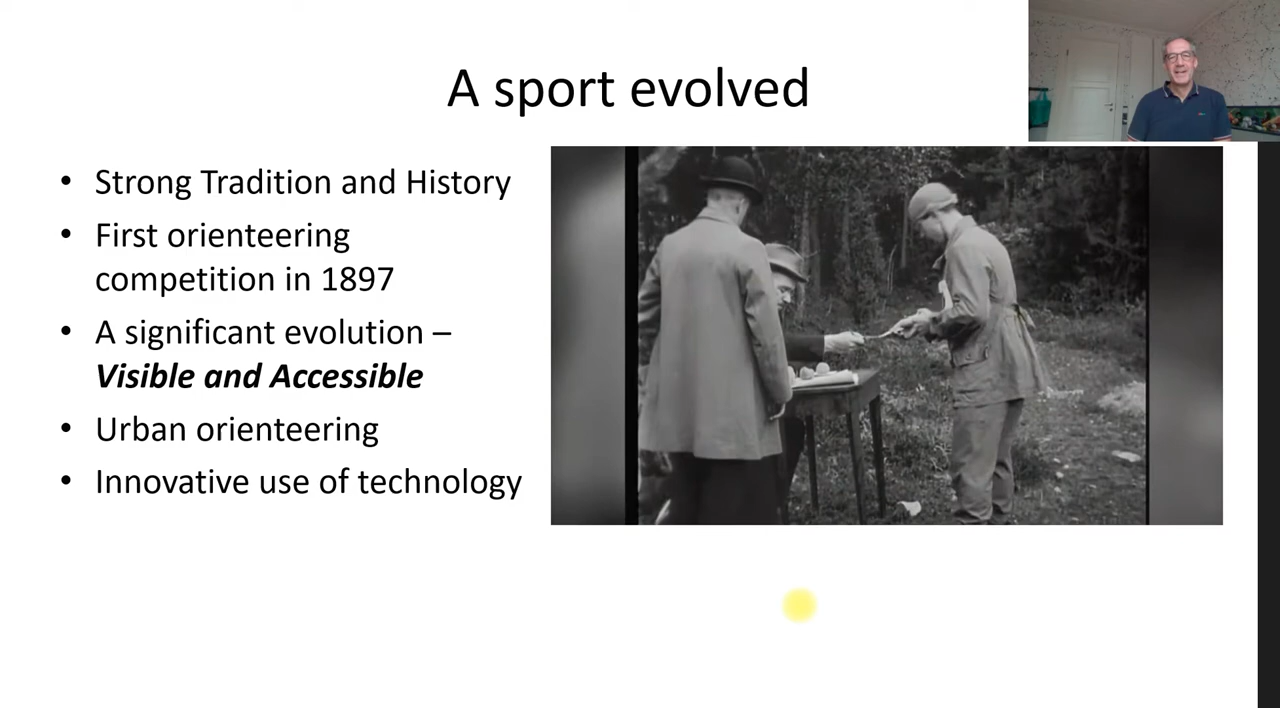 A sport evolved
• Strong Tradition and History
• First orienteering
competition in 1897
• A significant evolution –
Visible and Accessible
• Urban orienteering
• Innovative use of technology